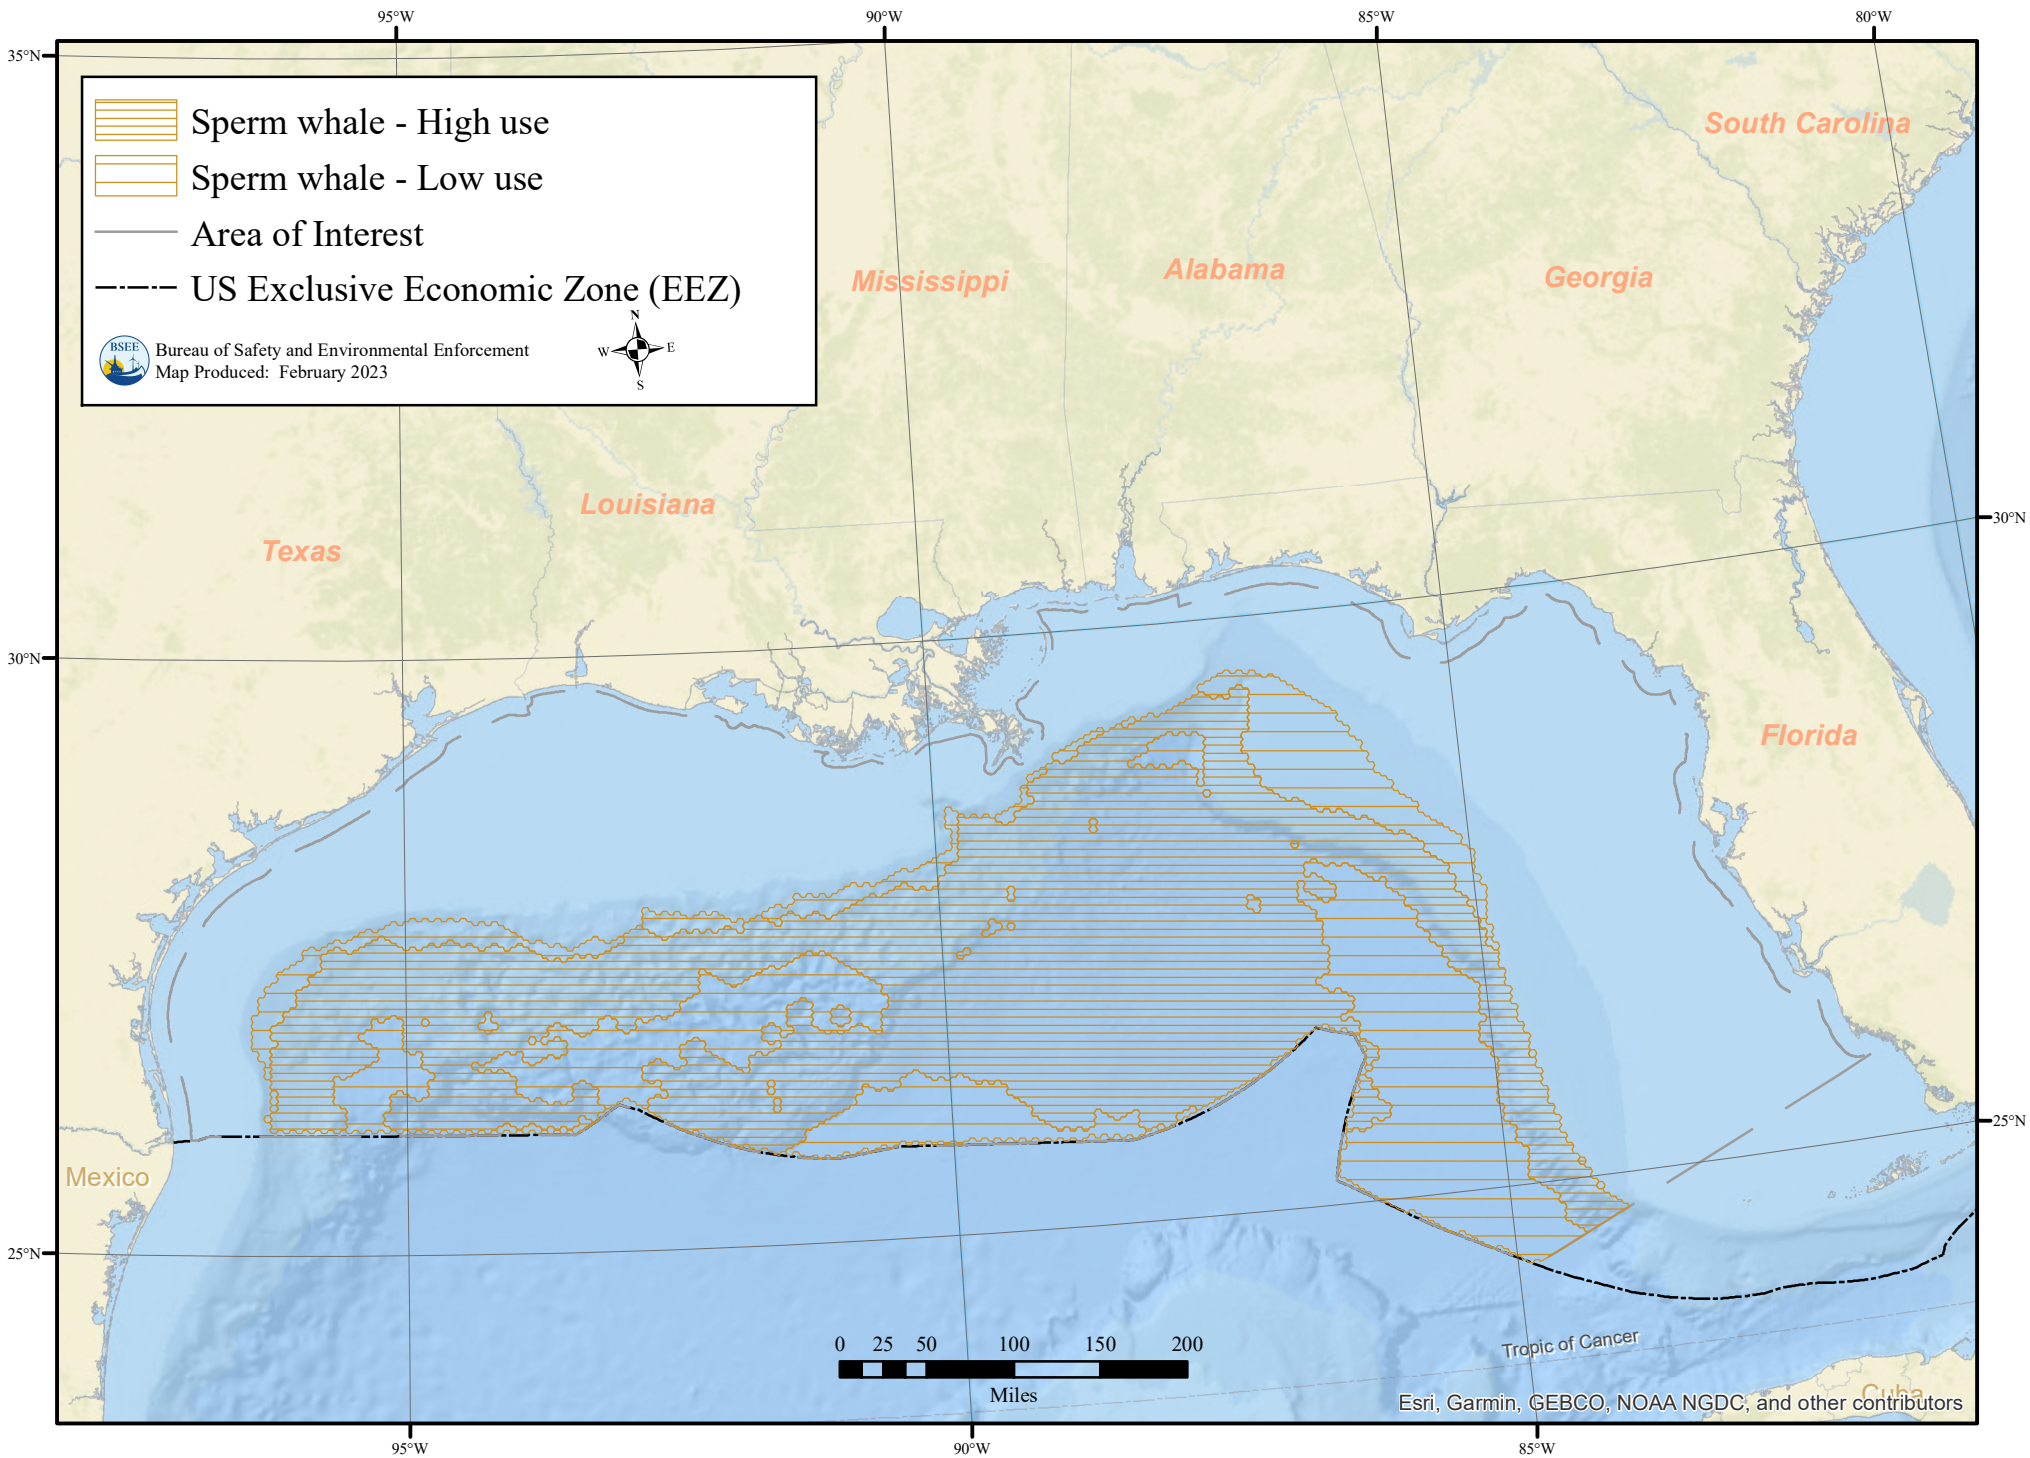 95°W
90°W
85°W
80°W
35°N
Sperm whale - High use
Sperm whale - Low use
Area of Interest
US Exclusive Economic Zone (EEZ)
N
W
E
S
BSEE
Bureau of Safety and Environmental Enforcement
Map Produced: February 2023
South Carolina
Mississippi
Alabama
Georgia
Louisiana
Texas
30°N
30°N
Florida
25°N
Mexico
25°N
0 25 50 100 150 200
Miles
Tropic of Cancer
Cuba
Esri, Garmin, GEBCO, NOAA NGDC, and other contributors
95°W
90°W
85°W